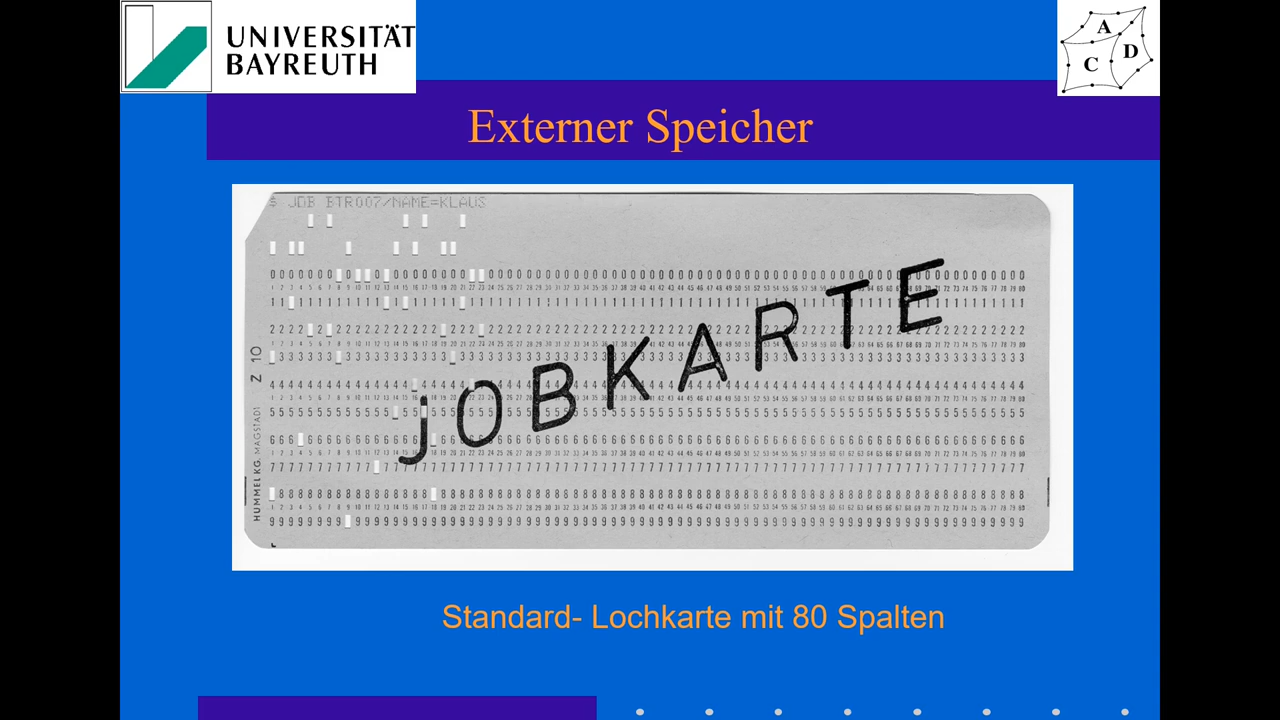 UNIVERSITÄT
BAYREUTH
A
C D
Externer Speicher
$ JOB BTR007/NAME=KLAUS
JOBKARTE
HUMMEL KG. MAGSTADT Z 10
Standard- Lochkarte mit 80 Spalten